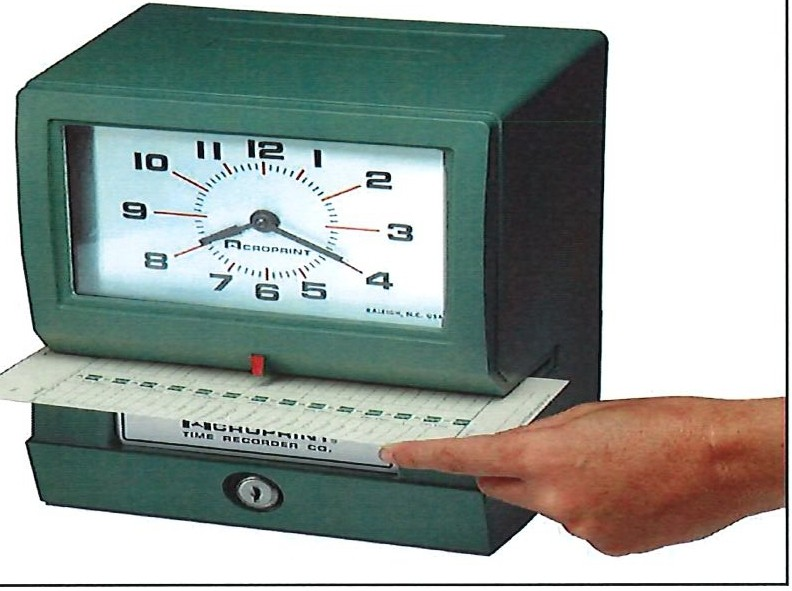 11 12 1
10 2
9 3
8 4
7 6 5
ACROPRINT
RALEIGH, N.C. USA
ACROPRINT
TIME RECORDER CO.